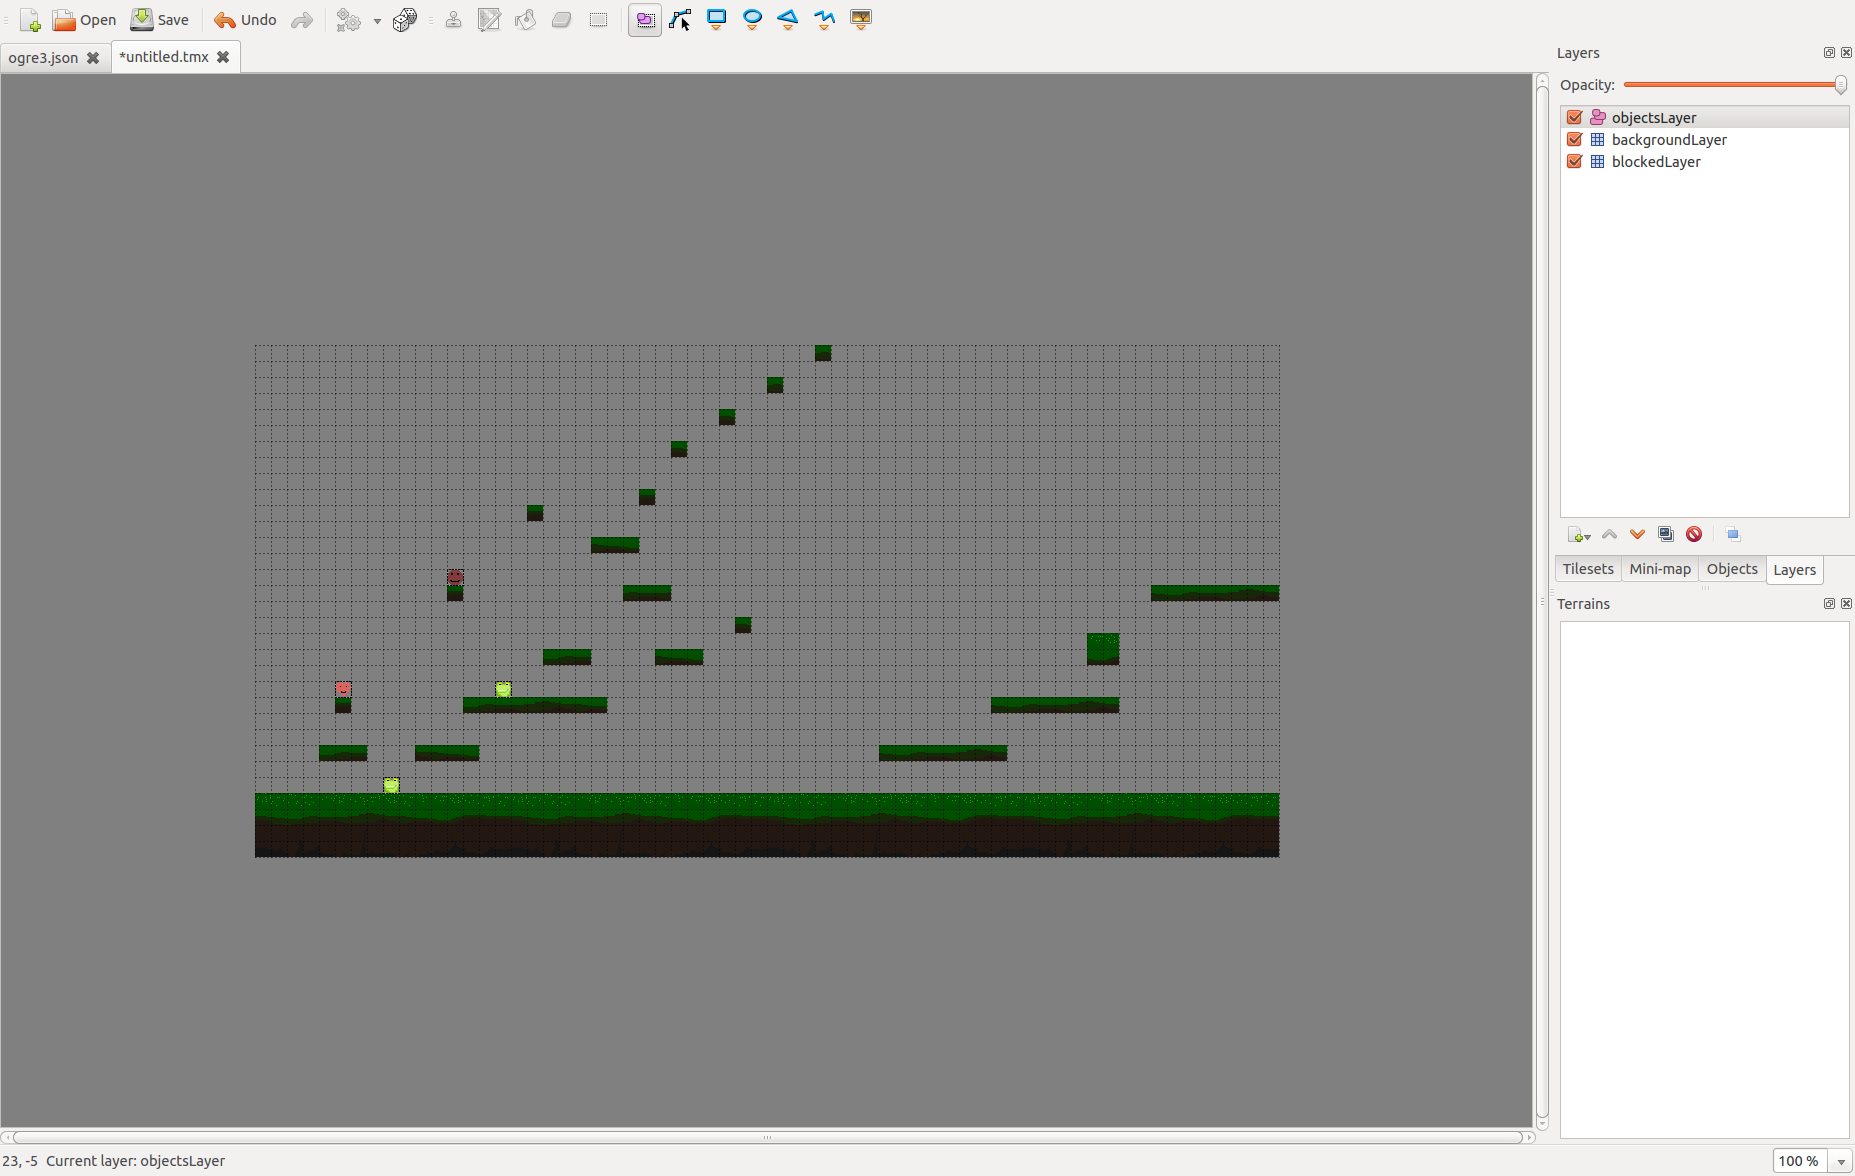 Open Save Undo
ogre3.json *untitled.tmx
Layers
Opacity:
objectsLayer
backgroundLayer
blockedLayer
Tilesets Mini-map Objects Layers
Terrains
23, -5 Current layer: objectsLayer
100 %